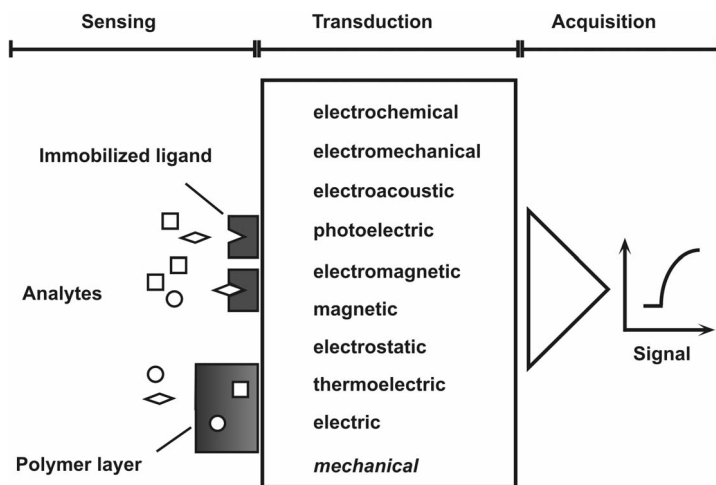 Sensing
Transduction
Acquisition
Immobilized ligand
Analytes
Polymer layer
electrochemical
electromechanical
electroacoustic
photoelectric
electromagnetic
magnetic
electrostatic
thermoelectric
electric
mechanical
Signal